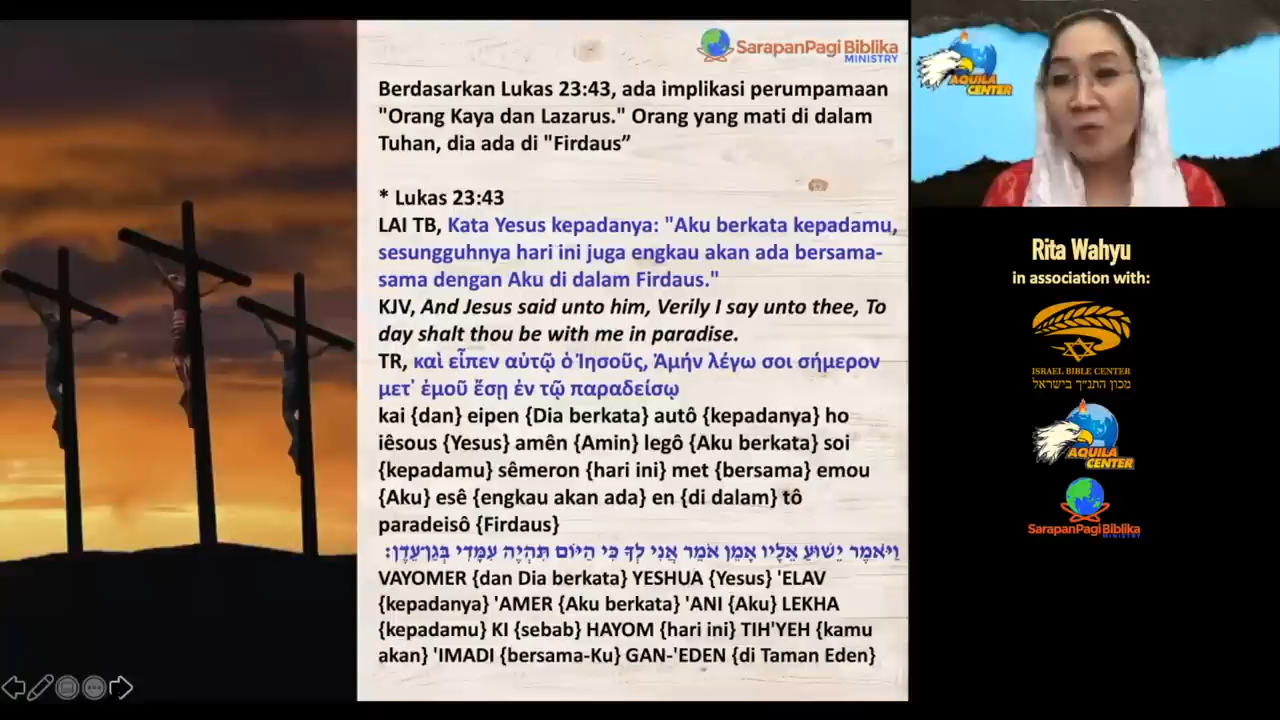 SarapanPagi Biblika
MINISTRY
Berdasarkan Lukas 23:43, ada implikasi perumpamaan
"Orang Kaya dan Lazarus." Orang yang mati di dalam
Tuhan, dia ada di "Firdaus”
* Lukas 23:43
LAI TB, Kata Yesus kepadanya: "Aku berkata kepadamu,
sesungguhnya hari ini juga engkau akan ada bersama-
sama dengan Aku di dalam Firdaus."
KJV, And Jesus said unto him, Verily I say unto thee, To
day shalt thou be with me in paradise.
TR, καὶ εἶπεν αὐτῷ ὁ Ἰησοῦς, Ἀμήν λέγω σοι σήμερον
μετ᾽ ἐμοῦ ἔσῃ ἐν τῷ παραδείσῳ
kai {dan} eipen {Dia berkata} autô {kepadanya} ho
iêsous {Yesus} amên {Amin} legô {Aku berkata} soi
{kepadamu} sêmeron {hari ini} met {bersama} emou
{Aku} esê {engkau akan ada} en {di dalam} tô
paradeisô {Firdaus}
וַיֹּאמֶר יֵשׁוּעַ אֵלָיו אָמֵן אֹמֵר אֲנִי לְךָ כִּי הַיּוֹם תִּהְיֶה עִמָּדִי בְּגַן־עֵדֶן׃
VAYOMER {dan Dia berkata} YESHUA {Yesus} 'ELAV
{kepadanya} 'AMER {Aku berkata} 'ANI {Aku} LEKHA
{kepadamu} KI {sebab} HAYOM {hari ini} TIH'YEH {kamu
akan} 'IMADI {bersama-Ku} GAN-'EDEN {di Taman Eden}
AQUILA
CENTER
Rita Wahyu
in association with:
ISRAEL BIBLE CENTER
מכון התנ״ך בישראל
AQUILA
CENTER
SarapanPagi Biblika
MINISTRY